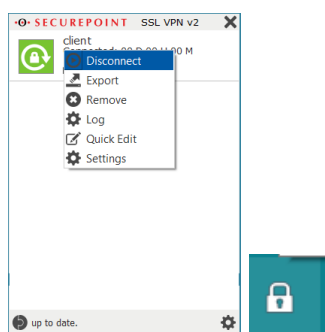 SECUREPOINT SSL VPN v2
client
Disconnect
Export
Remove
Log
Quick Edit
Settings
up to date.